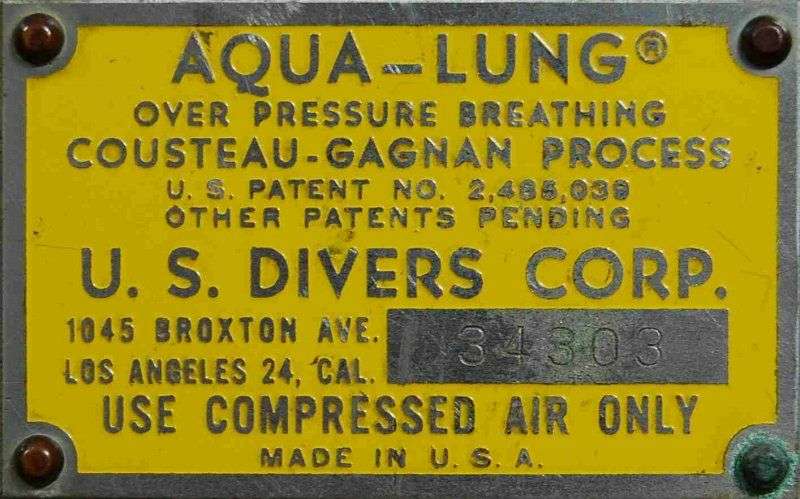 AQUA-LUNG®
OVER PRESSURE BREATHING
COUSTEAU-GAGNAN PROCESS
U. S. PATENT NO. 2,485,039
OTHER PATENTS PENDING
U. S. DIVERS CORP.
1045 BROXTON AVE.
LOS ANGELES 24, CAL.
34303
USE COMPRESSED AIR ONLY
MADE IN U. S. A.